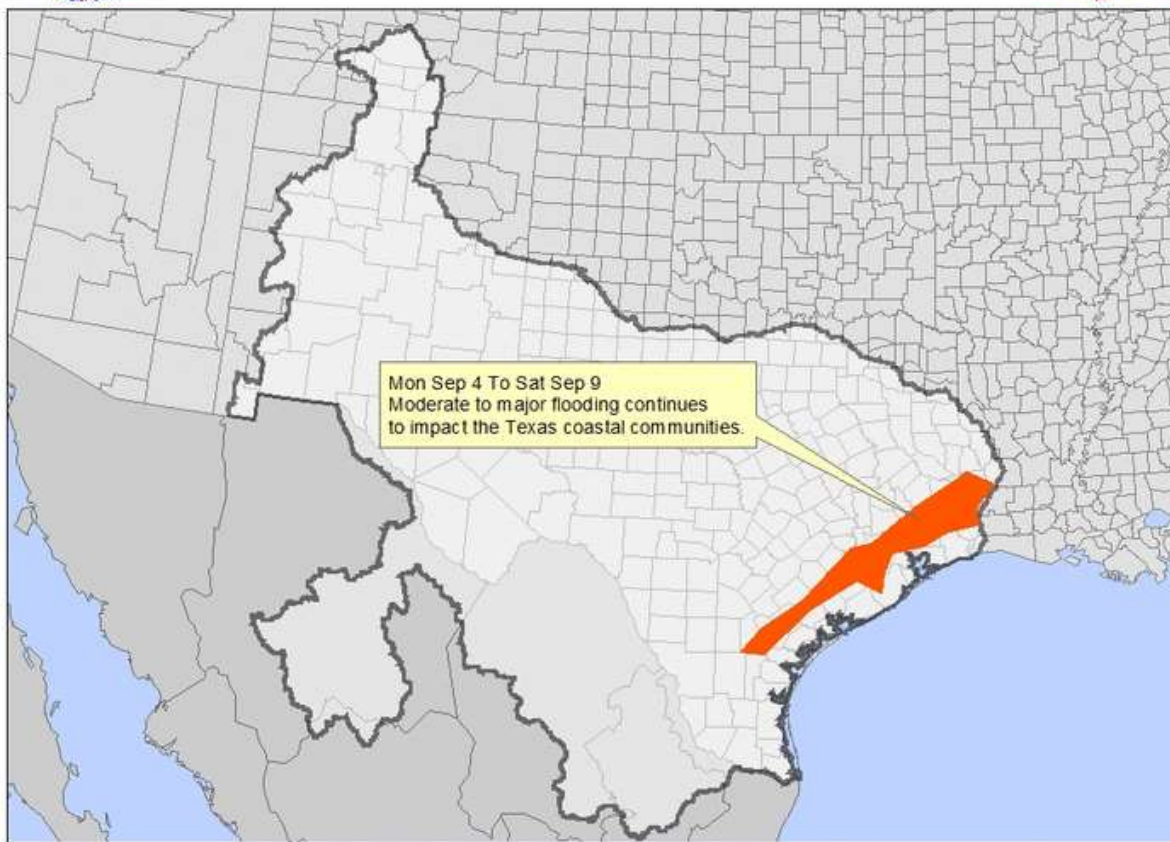 Mon Sep 4 To Sat Sep 9
Moderate to major flooding continues
to impact the Texas coastal communities.